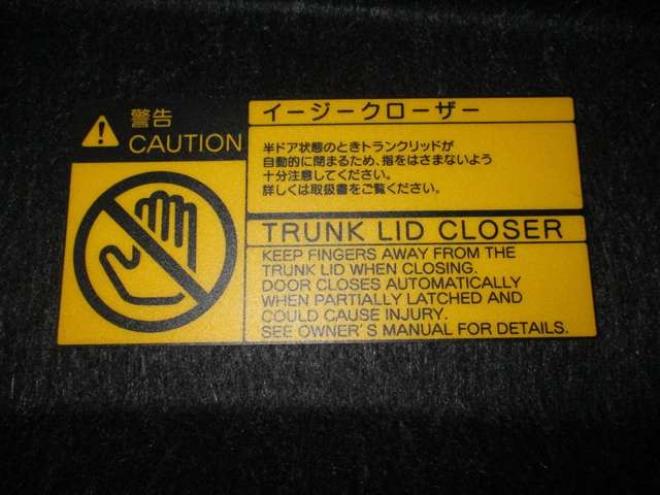 警告
CAUTION
イージークローザー
半ドア状態のときトランクリッドが
自動的に閉まるため、指をはさまないよう
十分注意してください。
詳しくは取扱書をご覧ください。
TRUNK LID CLOSER
KEEP FINGERS AWAY FROM THE
TRUNK LID WHEN CLOSING.
DOOR CLOSES AUTOMATICALLY
WHEN PARTIALLY LATCHED AND
COULD CAUSE INJURY.
SEE OWNER'S MANUAL FOR DETAILS.